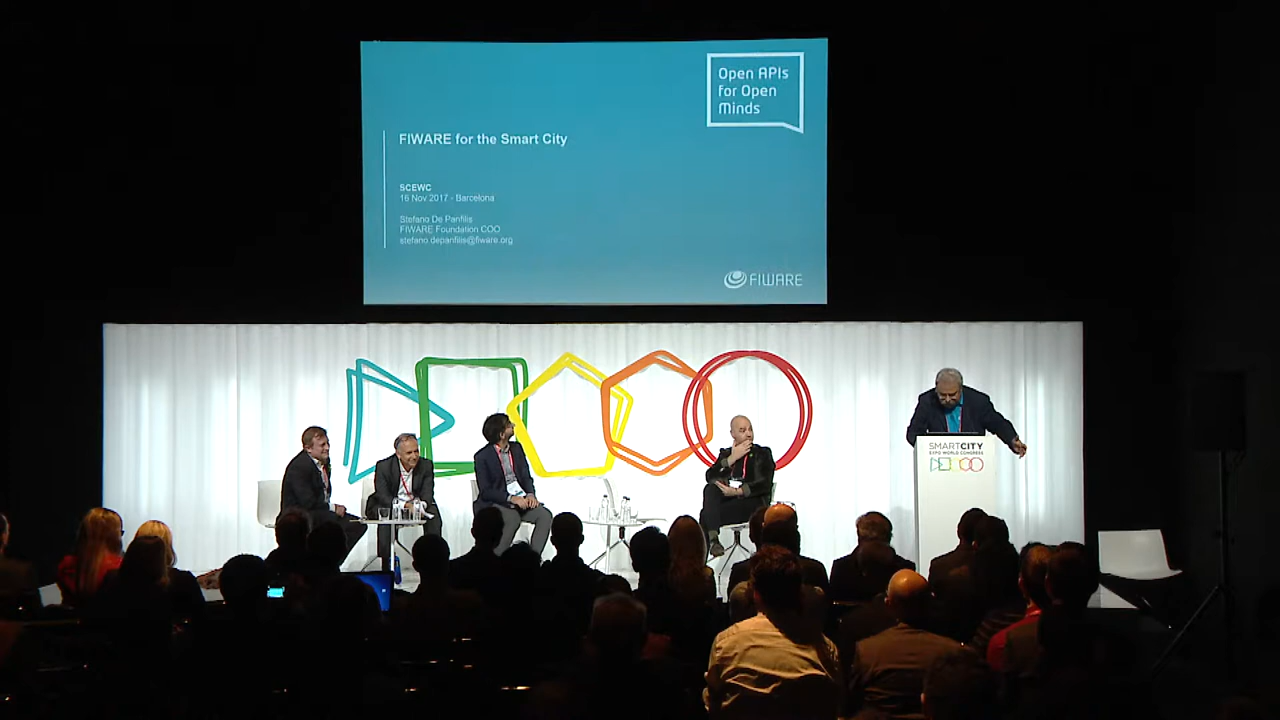 Open APIs
for Open
Minds
FIWARE for the Smart City
SCEWC
16 Nov 2017 - Barcelona
Stefano De Panfilis
FIWARE Foundation COO
stefano.depanfilis@fiware.org
FIWARE
SMARTCITY
EXPO WORLD CONGRESS